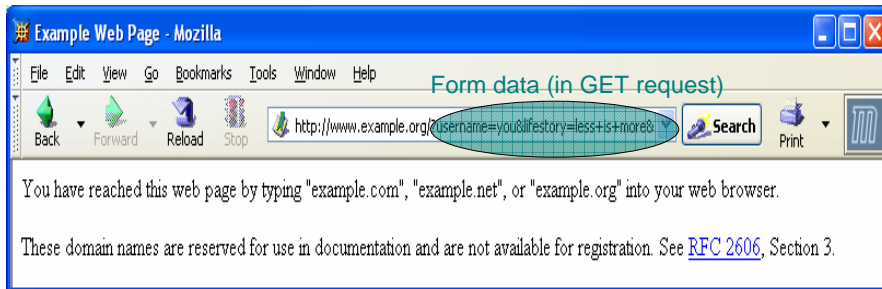 Example Web Page - Mozilla
File Edit View Go Bookmarks Tools Window Help
Form data (in GET request)
Back Forward Reload Stop http://www.example.org/?username=you&lifestory=less+is+more& Search Print
You have reached this web page by typing "example.com", "example.net", or "example.org" into your web browser.
These domain names are reserved for use in documentation and are not available for registration. See RFC 2606, Section 3.